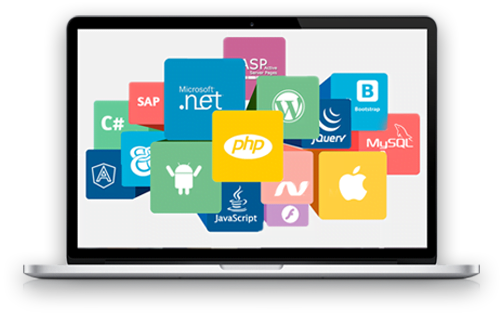 ASP
Active
Server Pages
Microsoft
.net
SAP
B
Bootstrap
C#
W
jQuery
MySQL
php
&
A
JavaScript
N
f